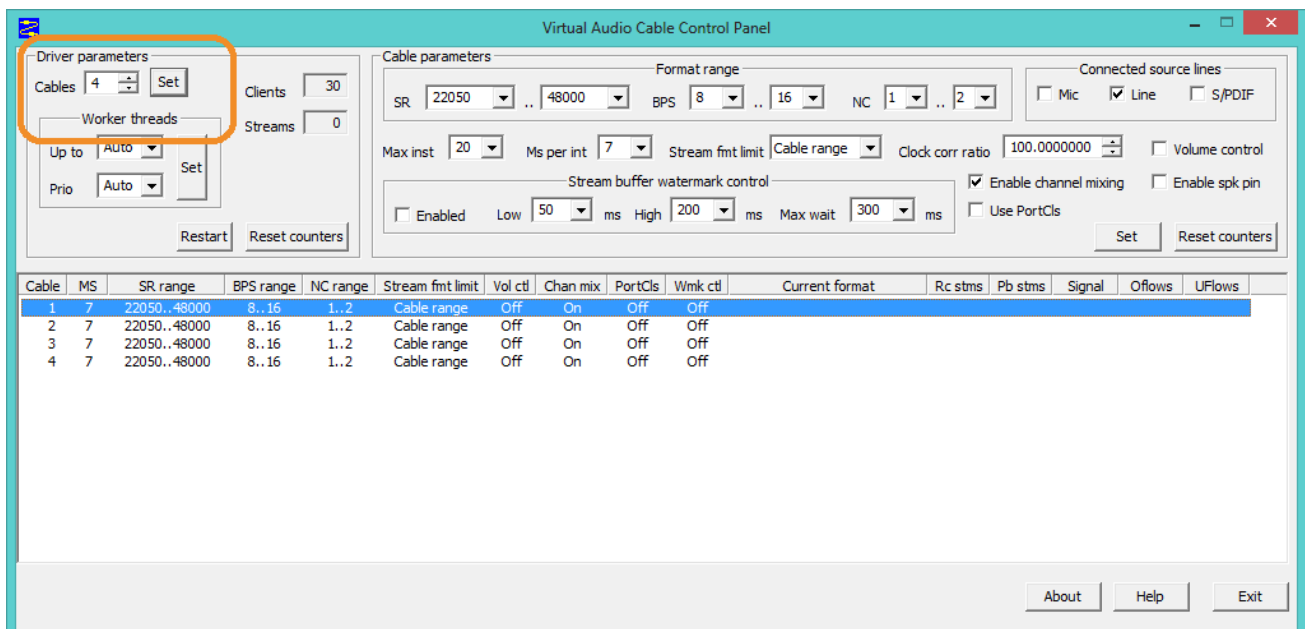 Virtual Audio Cable Control Panel
Driver parameters
Cables 4 Set
Clients 30
Streams 0
Worker threads
Up to Auto
Prio Auto
Set
Restart Reset counters
Cable parameters
Format range
SR 22050 .. 48000 BPS 8 .. 16 NC 1 .. 2
Connected source lines
Mic Line S/PDIF
Max inst 20 Ms per int 7 Stream fmt limit Cable range Clock corr ratio 100.0000000 Volume control
Stream buffer watermark control
Enabled Low 50 ms High 200 ms Max wait 300 ms
Enable channel mixing Enable spk pin
Use PortCls
Set Reset counters
Cable MS SR range BPS range NC range Stream fmt limit Vol ctl Chan mix PortCls Wmk ctl Current format Rc stms Pb stms Signal Oflows UFlows
1 7 22050..48000 8..16 1..2 Cable range Off On Off Off
2 7 22050..48000 8..16 1..2 Cable range Off On Off Off
3 7 22050..48000 8..16 1..2 Cable range Off On Off Off
4 7 22050..48000 8..16 1..2 Cable range Off On Off Off
About Help Exit